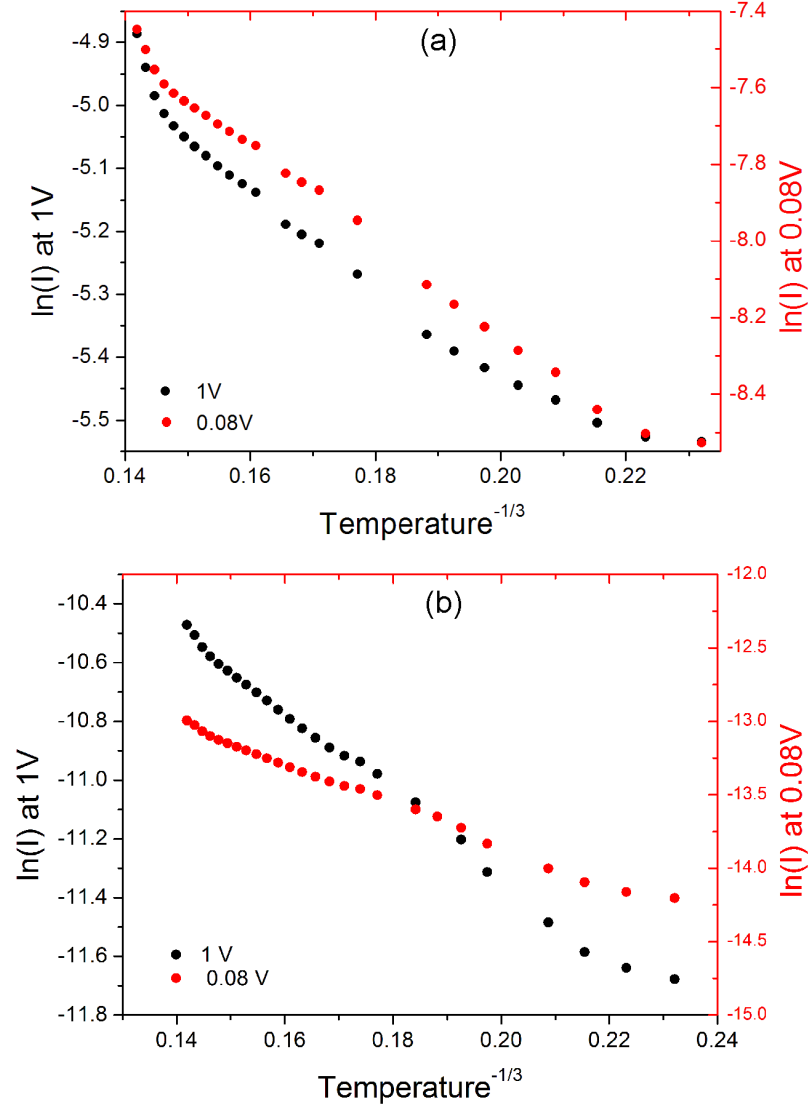 (a)
-4.9
-5.0
-5.1
-5.2
-5.3
-5.4
-5.5
ln(I) at 1V
-7.4
-7.6
-7.8
-8.0
-8.2
-8.4
ln(I) at 0.08V
1V
0.08V
0.14 0.16 0.18 0.20 0.22
Temperature-1/3
(b)
-10.4
-10.6
-10.8
-11.0
-11.2
-11.4
-11.6
-11.8
ln(I) at 1V
-12.0
-12.5
-13.0
-13.5
-14.0
-14.5
-15.0
ln(I) at 0.08V
1 V
0.08 V
0.14 0.16 0.18 0.20 0.22 0.24
Temperature-1/3